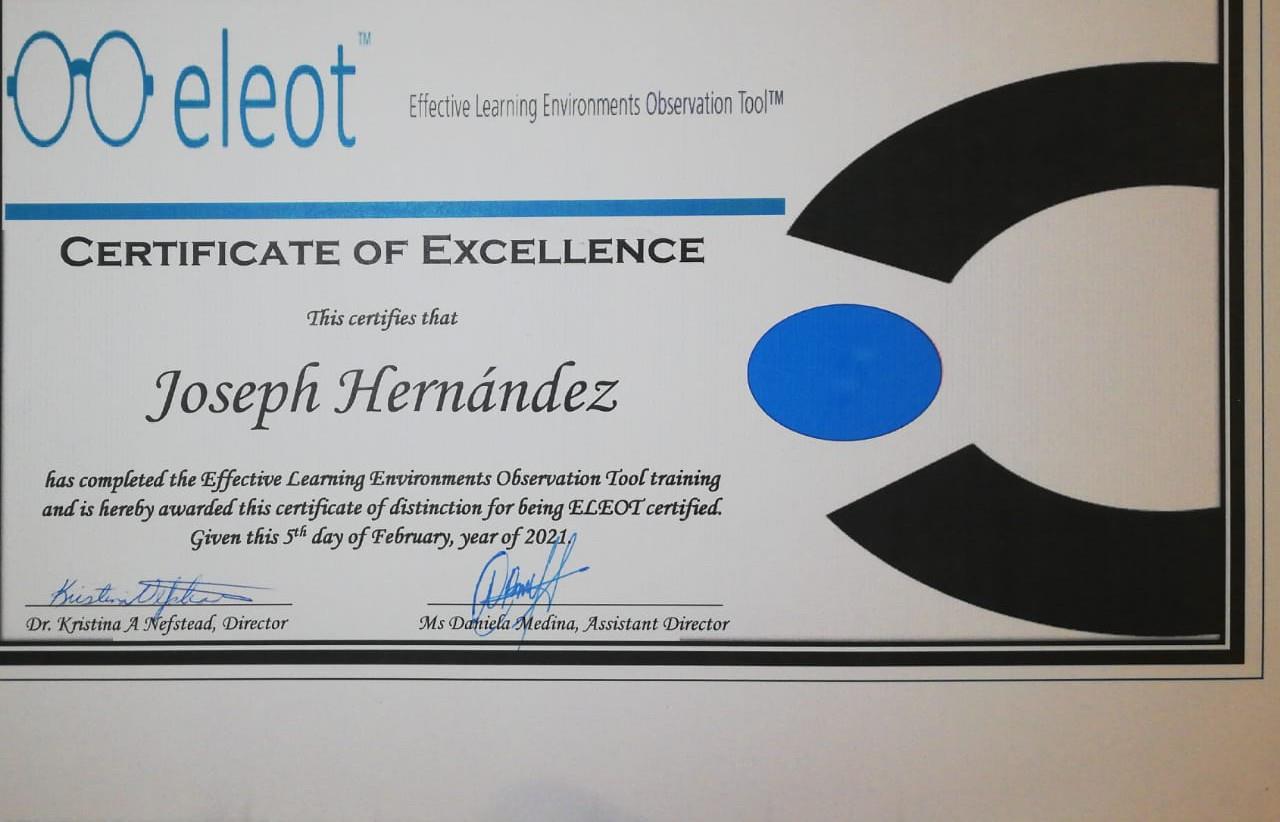 eleot™
Effective Learning Environments Observation Tool™
CERTIFICATE OF EXCELLENCE
This certifies that
Joseph Hernández
has completed the Effective Learning Environments Observation Tool training
and is hereby awarded this certificate of distinction for being ELEOT certified.
Given this 5th day of February, year of 2021.
Dr. Kristina A Nefstead, Director
Ms Daniela Medina, Assistant Director